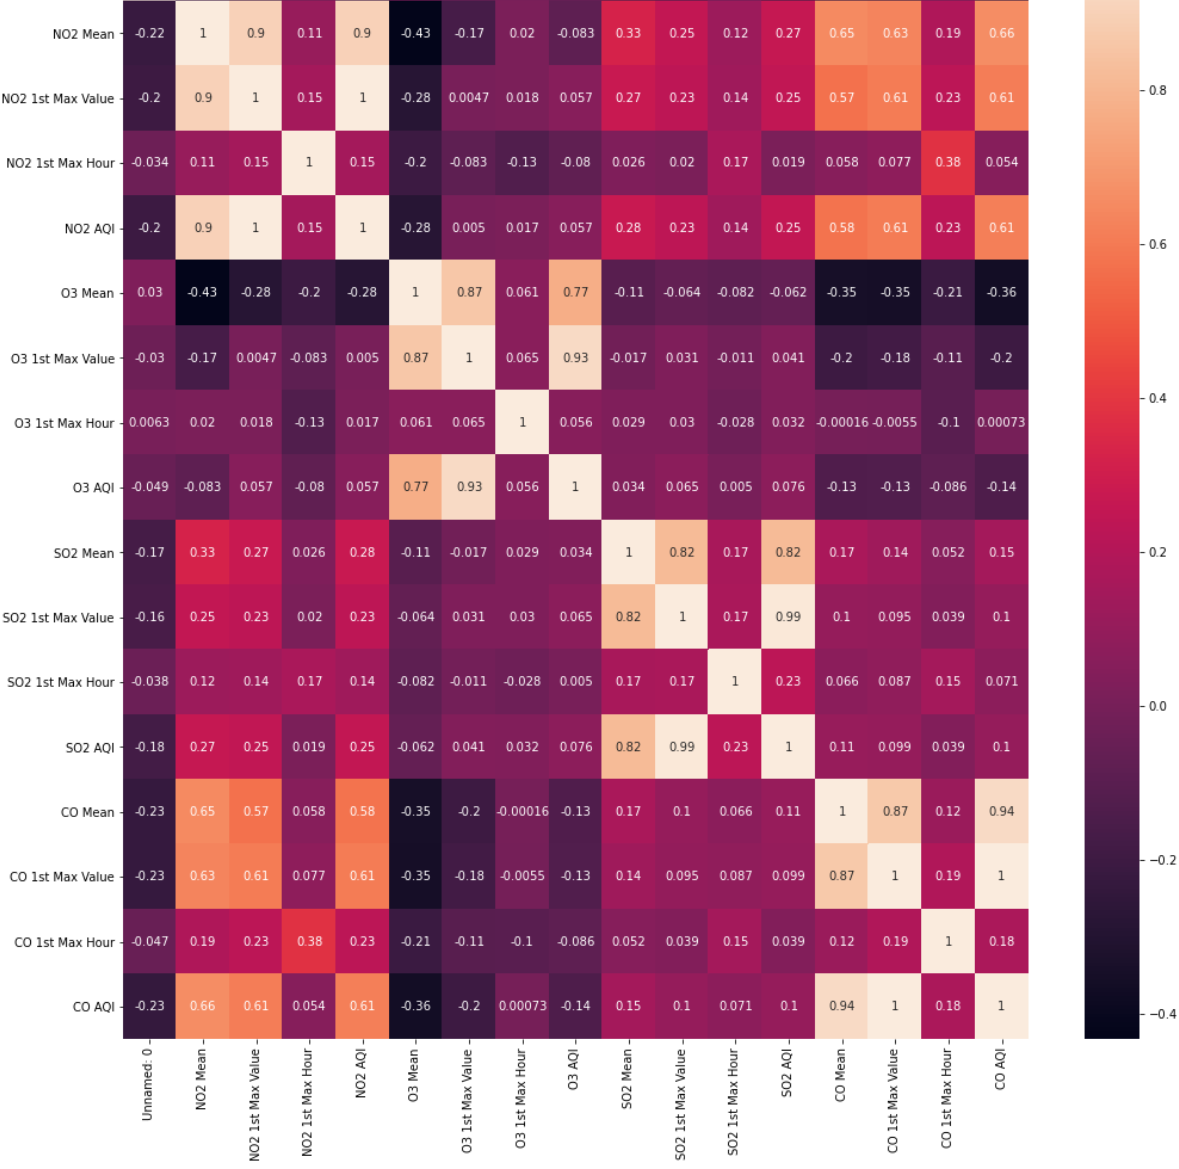 NO2 Mean -0.22 1 0.9 0.11 0.9 -0.43 -0.17 0.02 -0.083 0.33 0.25 0.12 0.27 0.65 0.63 0.19 0.66
NO2 1st Max Value -0.2 0.9 1 0.15 1 -0.28 0.0047 0.018 0.057 0.27 0.23 0.14 0.25 0.57 0.61 0.23 0.61
NO2 1st Max Hour -0.034 0.11 0.15 1 0.15 -0.2 -0.083 -0.13 -0.08 0.026 0.02 0.17 0.019 0.058 0.077 0.38 0.054
NO2 AQI -0.2 0.9 1 0.15 1 -0.28 0.005 0.017 0.057 0.28 0.23 0.14 0.25 0.58 0.61 0.23 0.61
O3 Mean 0.03 -0.43 -0.28 -0.2 -0.28 1 0.87 0.061 0.77 -0.11 -0.064 -0.082 -0.062 -0.35 -0.35 -0.21 -0.36
O3 1st Max Value -0.03 -0.17 0.0047 -0.083 0.005 0.87 1 0.065 0.93 -0.017 0.031 -0.011 0.041 -0.2 -0.18 -0.11 -0.2
O3 1st Max Hour 0.0063 0.02 0.018 -0.13 0.017 0.061 0.065 1 0.056 0.029 0.03 -0.028 0.032 -0.00016 -0.0055 -0.1 0.00073
O3 AQI -0.049 -0.083 0.057 -0.08 0.057 0.77 0.93 0.056 1 0.034 0.065 0.005 0.076 -0.13 -0.13 -0.086 -0.14
SO2 Mean -0.17 0.33 0.27 0.026 0.28 -0.11 -0.017 0.029 0.034 1 0.82 0.17 0.82 0.17 0.14 0.052 0.15
SO2 1st Max Value -0.16 0.25 0.23 0.02 0.23 -0.064 0.031 0.03 0.065 0.82 1 0.17 0.99 0.1 0.095 0.039 0.1
SO2 1st Max Hour -0.038 0.12 0.14 0.17 0.14 -0.082 -0.011 -0.028 0.005 0.17 0.17 1 0.23 0.066 0.087 0.15 0.071
SO2 AQI -0.18 0.27 0.25 0.019 0.25 -0.062 0.041 0.032 0.076 0.82 0.99 0.23 1 0.11 0.099 0.039 0.1
CO Mean -0.23 0.65 0.57 0.058 0.58 -0.35 -0.2 -0.00016 -0.13 0.17 0.1 0.066 0.11 1 0.87 0.12 0.94
CO 1st Max Value -0.23 0.63 0.61 0.077 0.61 -0.35 -0.18 -0.0055 -0.13 0.14 0.095 0.087 0.099 0.87 1 0.19 1
CO 1st Max Hour -0.047 0.19 0.23 0.38 0.23 -0.21 -0.11 -0.1 -0.086 0.052 0.039 0.15 0.039 0.12 0.19 1 0.18
CO AQI -0.23 0.66 0.61 0.054 0.61 -0.36 -0.2 0.00073 -0.14 0.15 0.1 0.071 0.1 0.94 1 0.18 1
Unnamed: 0
NO2 Mean
NO2 1st Max Value
NO2 1st Max Hour
NO2 AQI
O3 Mean
O3 1st Max Value
O3 1st Max Hour
O3 AQI
SO2 Mean
SO2 1st Max Value
SO2 1st Max Hour
SO2 AQI
CO Mean
CO 1st Max Value
CO 1st Max Hour
CO AQI
0.8
0.6
0.4
0.2
0.0
−0.2
−0.4